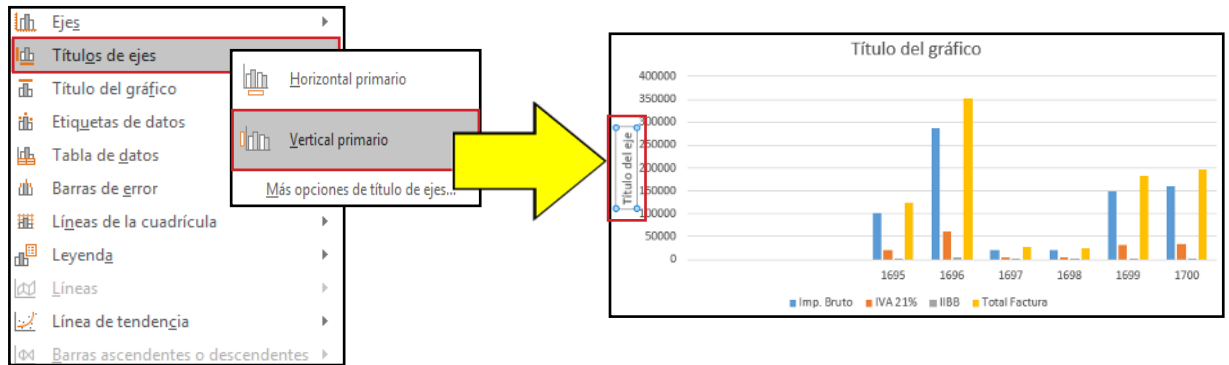 Ejes
Títulos de ejes
Título del gráfico
Etiquetas de datos
Tabla de datos
Barras de error
Líneas de la cuadrícula
Leyenda
Líneas
Línea de tendencia
Barras ascendentes o descendentes
Horizontal primario
Vertical primario
Más opciones de título de ejes...
Título del gráfico
400000
350000
300000
250000
200000
150000
100000
50000
0
Título del eje
1695 1696 1697 1698 1699 1700
Imp. Bruto IVA 21% IIBB Total Factura